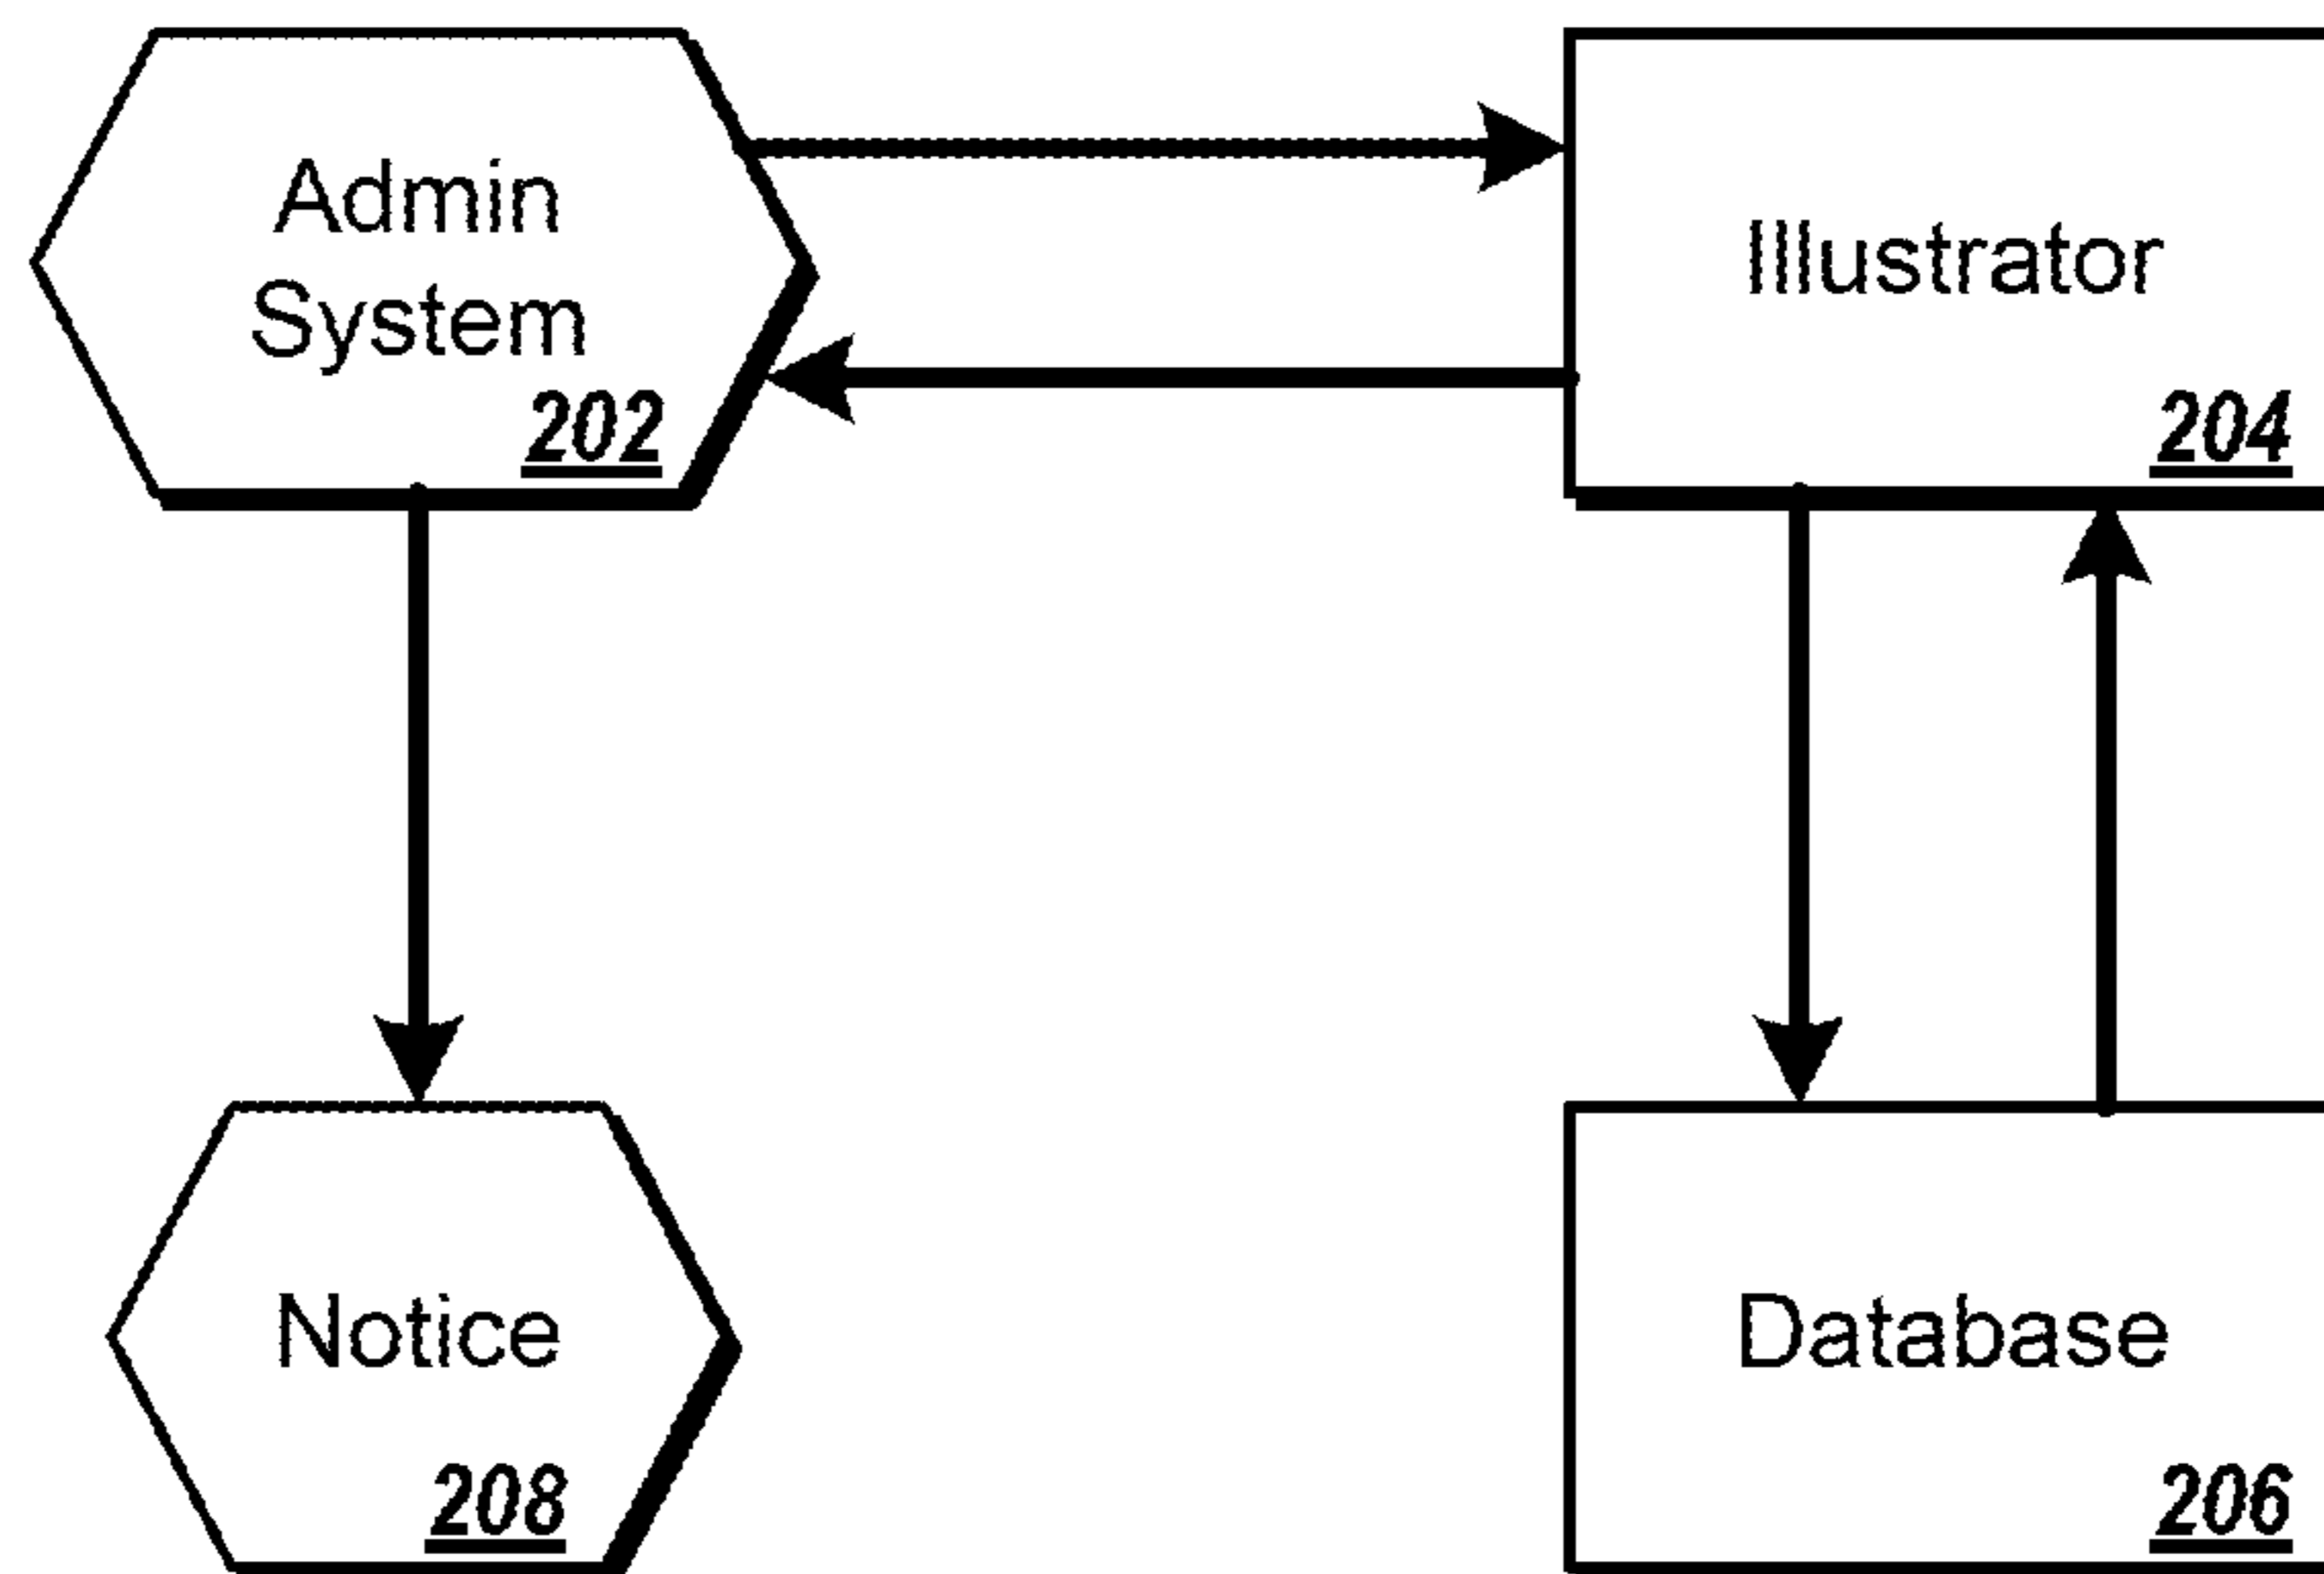 Admin
System
202
Illustrator
204
Notice
208
Database
206